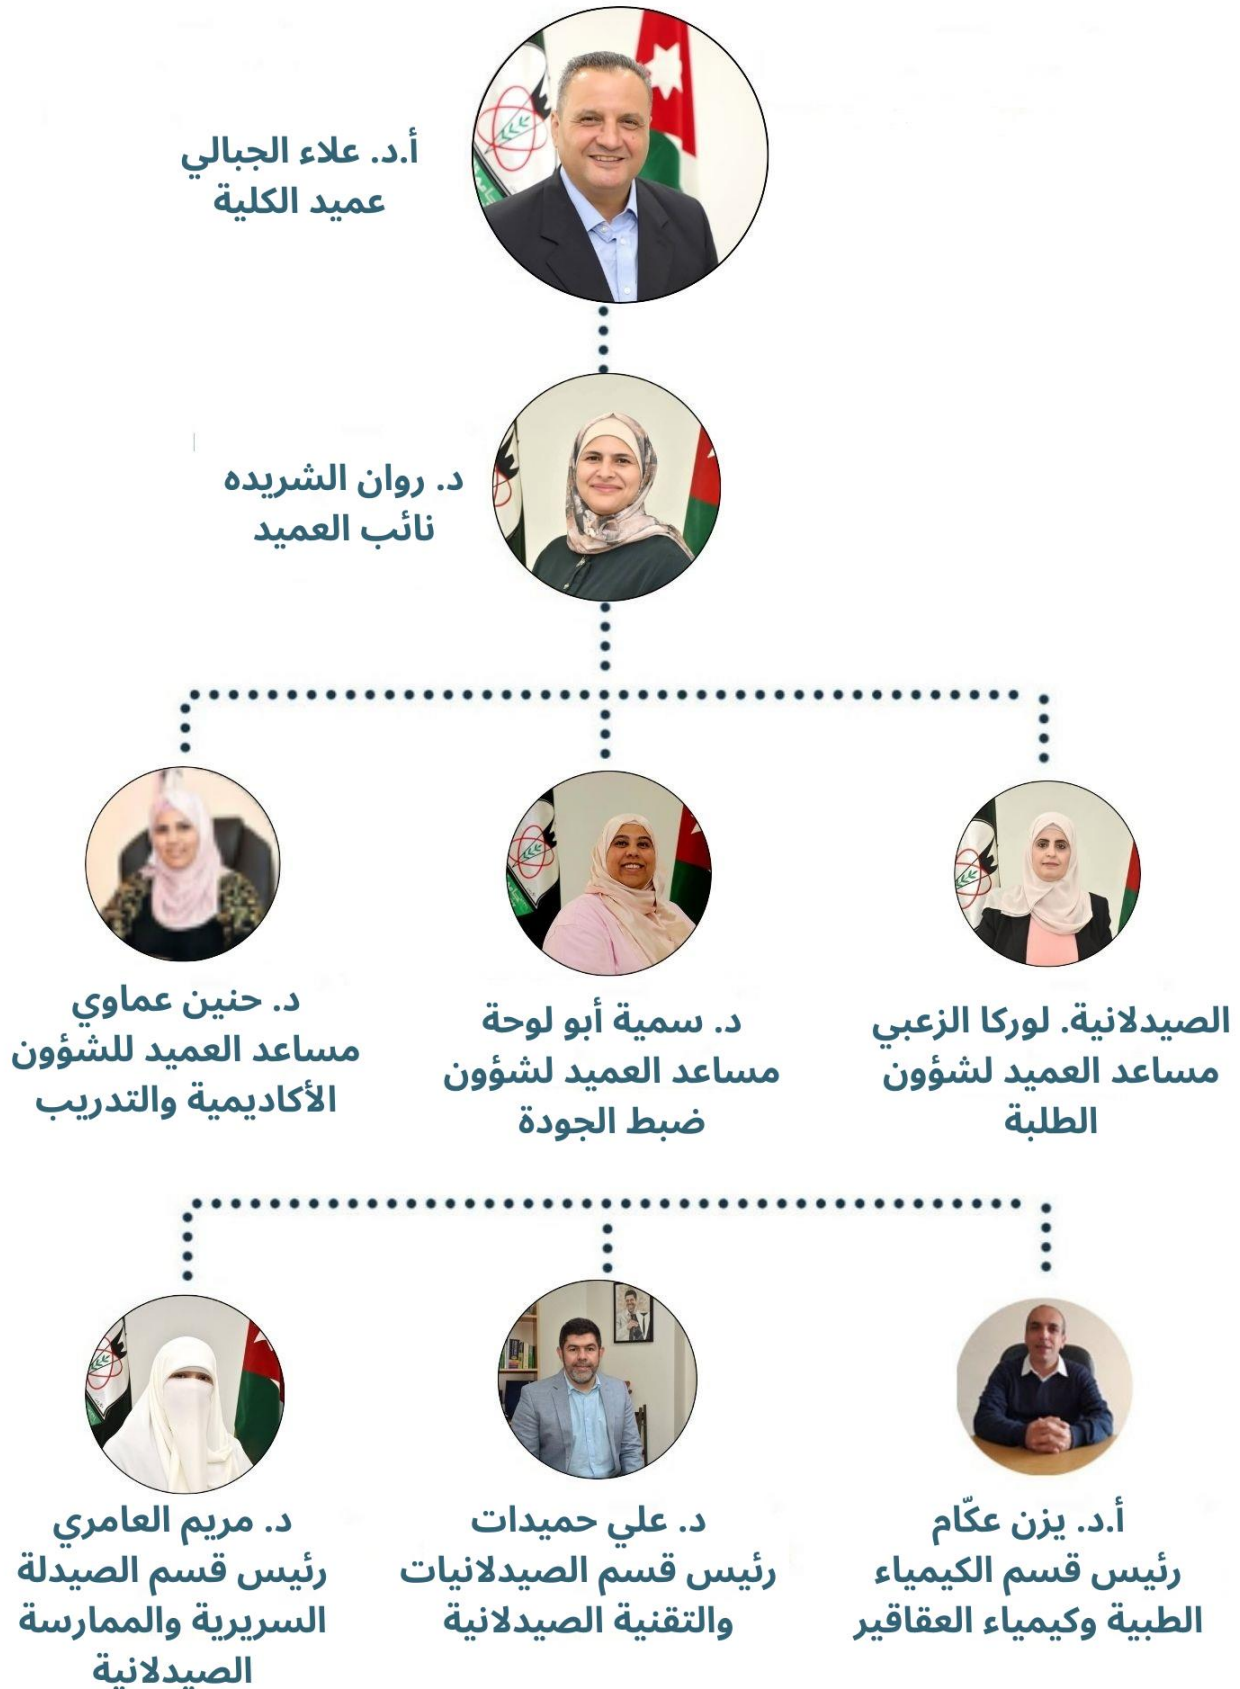 أ.د. علاء الجبالي
عميد الكلية
د. روان الشريده
نائب العميد
الصيدلانية. لوركا الزعبي
مساعد العميد لشؤون
الطلبة
د. سمية أبو لوحة
مساعد العميد لشؤون
ضبط الجودة
د. حنين عماوي
مساعد العميد للشؤون
الأكاديمية والتدريب
أ.د. يزن عكّام
رئيس قسم الكيمياء
الطبية وكيمياء العقاقير
د. علي حميدات
رئيس قسم الصيدلانيات
والتقنية الصيدلانية
د. مريم العامري
رئيس قسم الصيدلة
السريرية والممارسة
الصيدلانية